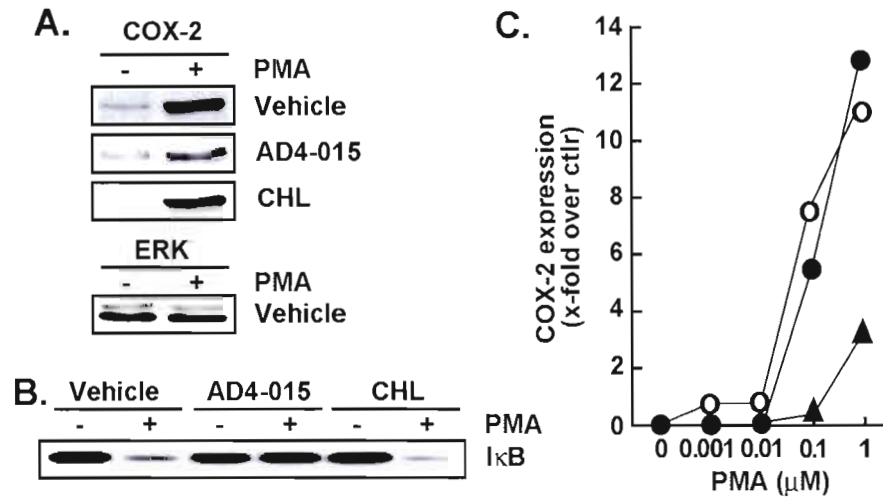 A.
COX-2
- + PMA
Vehicle
AD4-015
CHL
ERK
- + PMA
Vehicle
B.
Vehicle AD4-015 CHL
- + - + - + PMA
IκB
C.
COX-2 expression
(x-fold over ctlr)
14
12
10
8
6
4
2
0
0 0.001 0.01 0.1 1
PMA (μM)